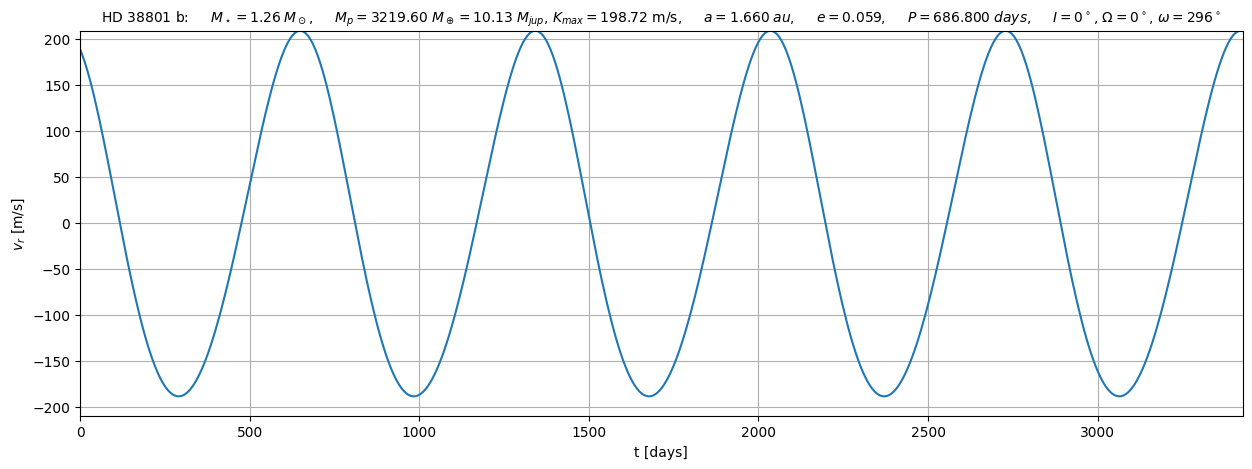 HD 38801 b: M⋆ = 1.26 M⊙, Mp = 3219.60 M⊕ = 10.13 Mjup, Kmax = 198.72 m/s, a = 1.660 au, e = 0.059, P = 686.800 days, I = 0°, Ω = 0°, ω = 296°
200
150
100
50
0
−50
−100
−150
−200
vr [m/s]
0 500 1000 1500 2000 2500 3000
t [days]